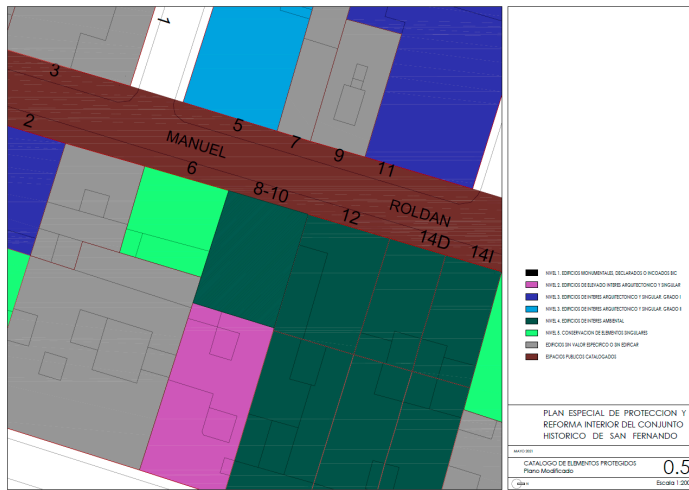 1
3
5
MANUEL
7
9
11
2
6
8-10
ROLDAN
12
14D
14I
NIVEL 1. EDIFICIOS MONUMENTALES, DECLARADOS O INCOADOS BIC
NIVEL 2. EDIFICIOS DE ELEVADO INTERES ARQUITECTONICO Y SINGULAR
NIVEL 3. EDIFICIOS DE INTERES ARQUITECTONICO Y SINGULAR. GRADO I
NIVEL 3. EDIFICIOS DE INTERES ARQUITECTONICO Y SINGULAR. GRADO II
NIVEL 4. EDIFICIOS DE INTERES AMBIENTAL
NIVEL 5. CONSERVACION DE ELEMENTOS SINGULARES
EDIFICIOS SIN VALOR ESPECIFICO O SIN EDIFICAR
ESPACIOS PUBLICOS CATALOGADOS
PLAN ESPECIAL DE PROTECCION Y
REFORMA INTERIOR DEL CONJUNTO
HISTORICO DE SAN FERNANDO
MAYO 2021
CATALOGO DE ELEMENTOS PROTEGIDOS
Plano Modificado
0.5
Escala 1:200